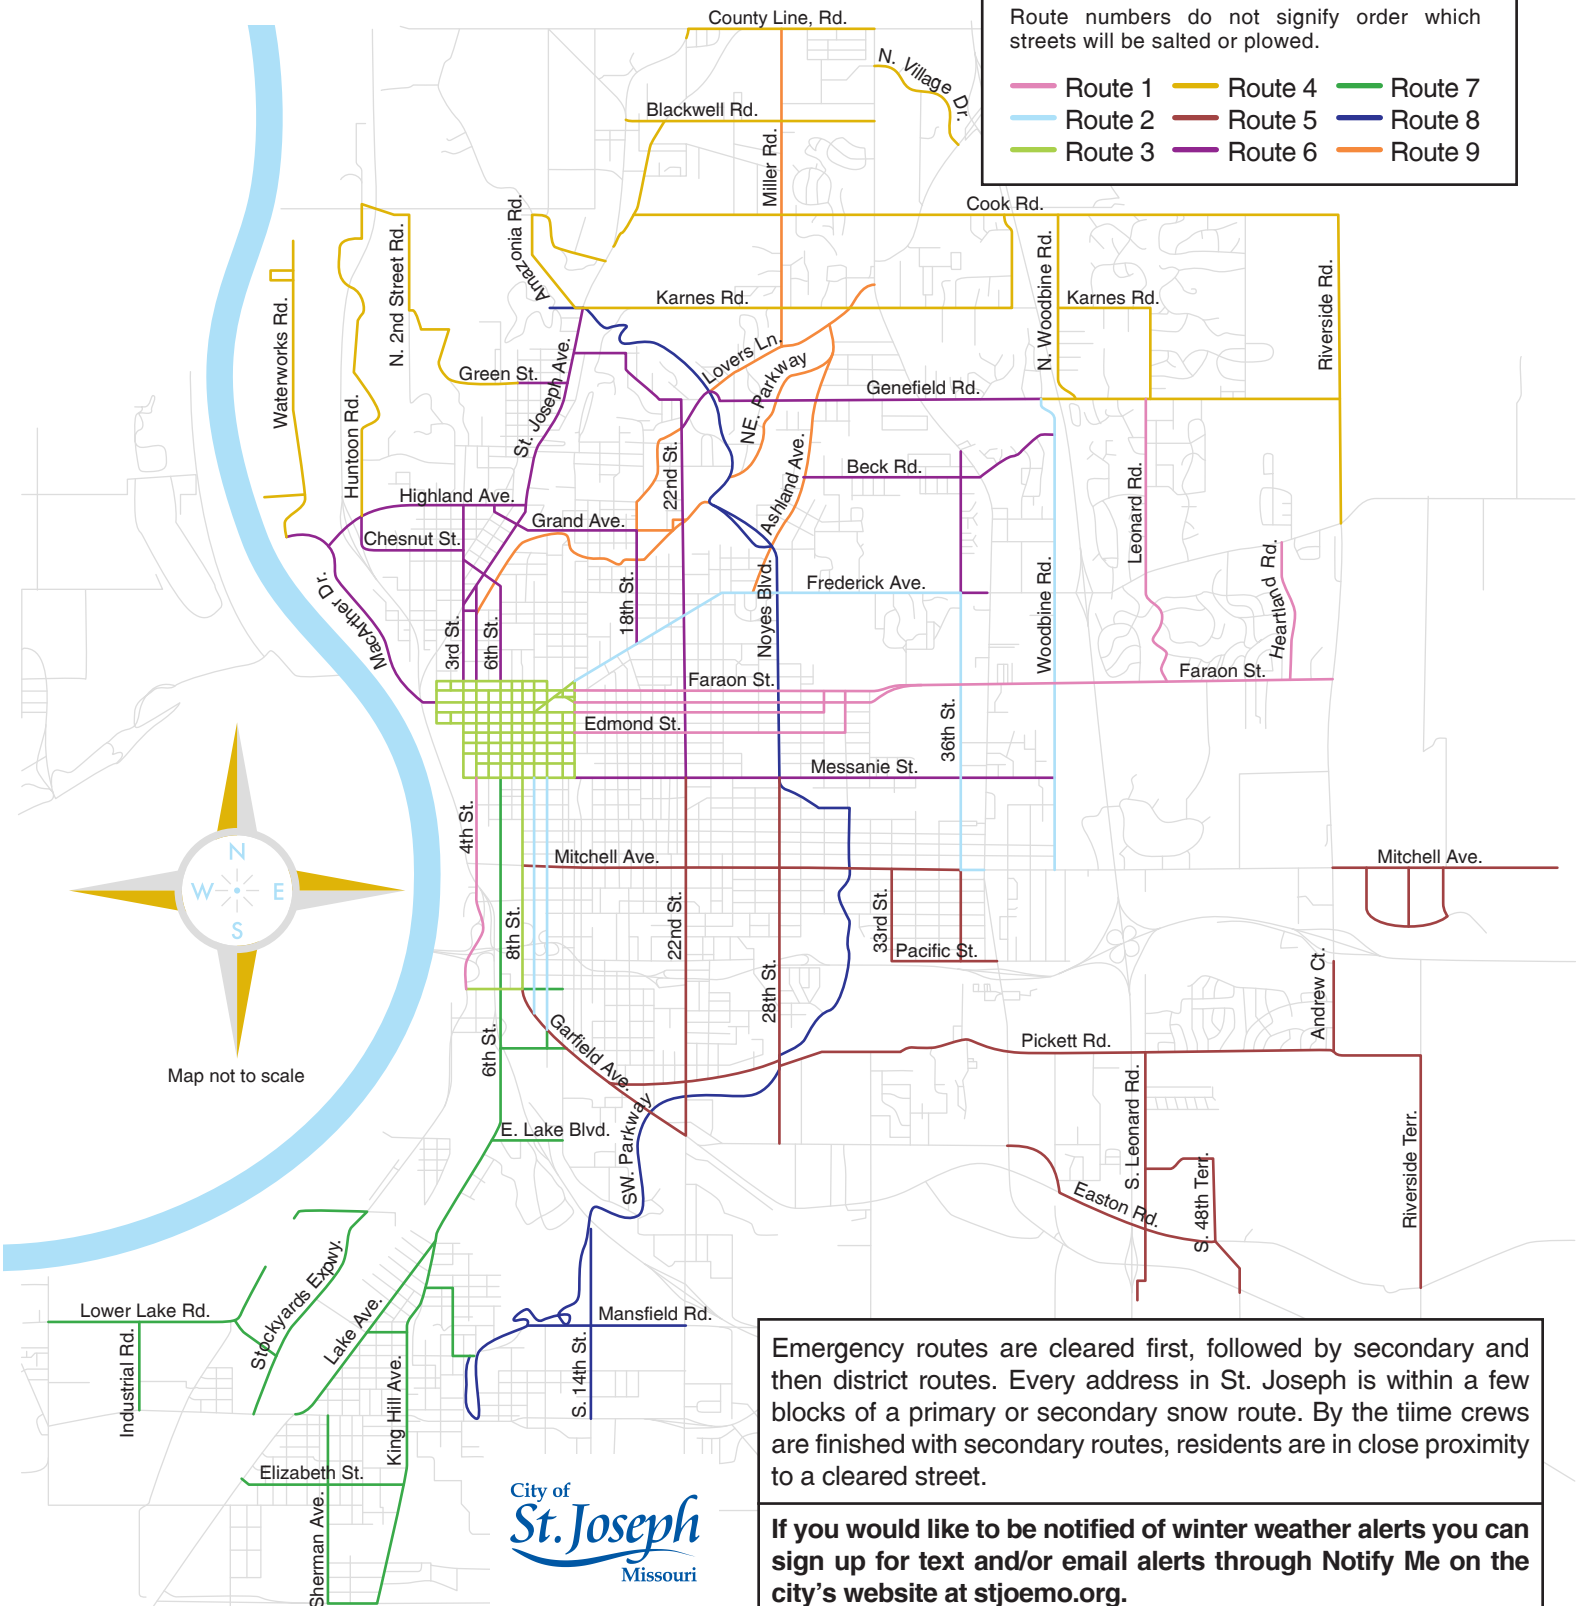 Route numbers do not signify order which
streets will be salted or plowed.
Route 1
Route 4
Route 7
Route 2
Route 5
Route 8
Route 3
Route 6
Route 9
County Line, Rd.
N. Village Dr.
Blackwell Rd.
Miller Rd.
Cook Rd.
Amazonia Rd.
N. 2nd Street Rd.
N. Woodbine Rd.
Riverside Rd.
Karnes Rd.
Karnes Rd.
Waterworks Rd.
Lovers Ln.
Green St.
St. Joseph Ave.
NE. Parkway
Genefield Rd.
Huntoon Rd.
22nd St.
Beck Rd.
Ashland Ave.
Leonard Rd.
Highland Ave.
Grand Ave.
Chesnut St.
Heartland Rd.
MacArther Dr.
18th St.
Noyes Blvd.
Frederick Ave.
Woodbine Rd.
3rd St.
6th St.
Faraon St.
Faraon St.
Edmond St.
36th St.
Messanie St.
4th St.
N
W
E
S
Mitchell Ave.
Mitchell Ave.
8th St.
22nd St.
33rd St.
Pacific St.
28th St.
Andrew Ct.
Garfield Ave.
6th St.
Pickett Rd.
Map not to scale
S. Leonard Rd.
E. Lake Blvd.
SW. Parkway
Easton Rd.
S. 48th Terr.
Riverside Terr.
Stockyards Expwy.
Lower Lake Rd.
Industrial Rd.
Lake Ave.
Mansfield Rd.
S. 14th St.
King Hill Ave.
Elizabeth St.
Sherman Ave.
City of
St. Joseph
Missouri
Emergency routes are cleared first, followed by secondary and
then district routes. Every address in St. Joseph is within a few
blocks of a primary or secondary snow route. By the tiime crews
are finished with secondary routes, residents are in close proximity
to a cleared street.
If you would like to be notified of winter weather alerts you can
sign up for text and/or email alerts through Notify Me on the
city's website at stjoemo.org.